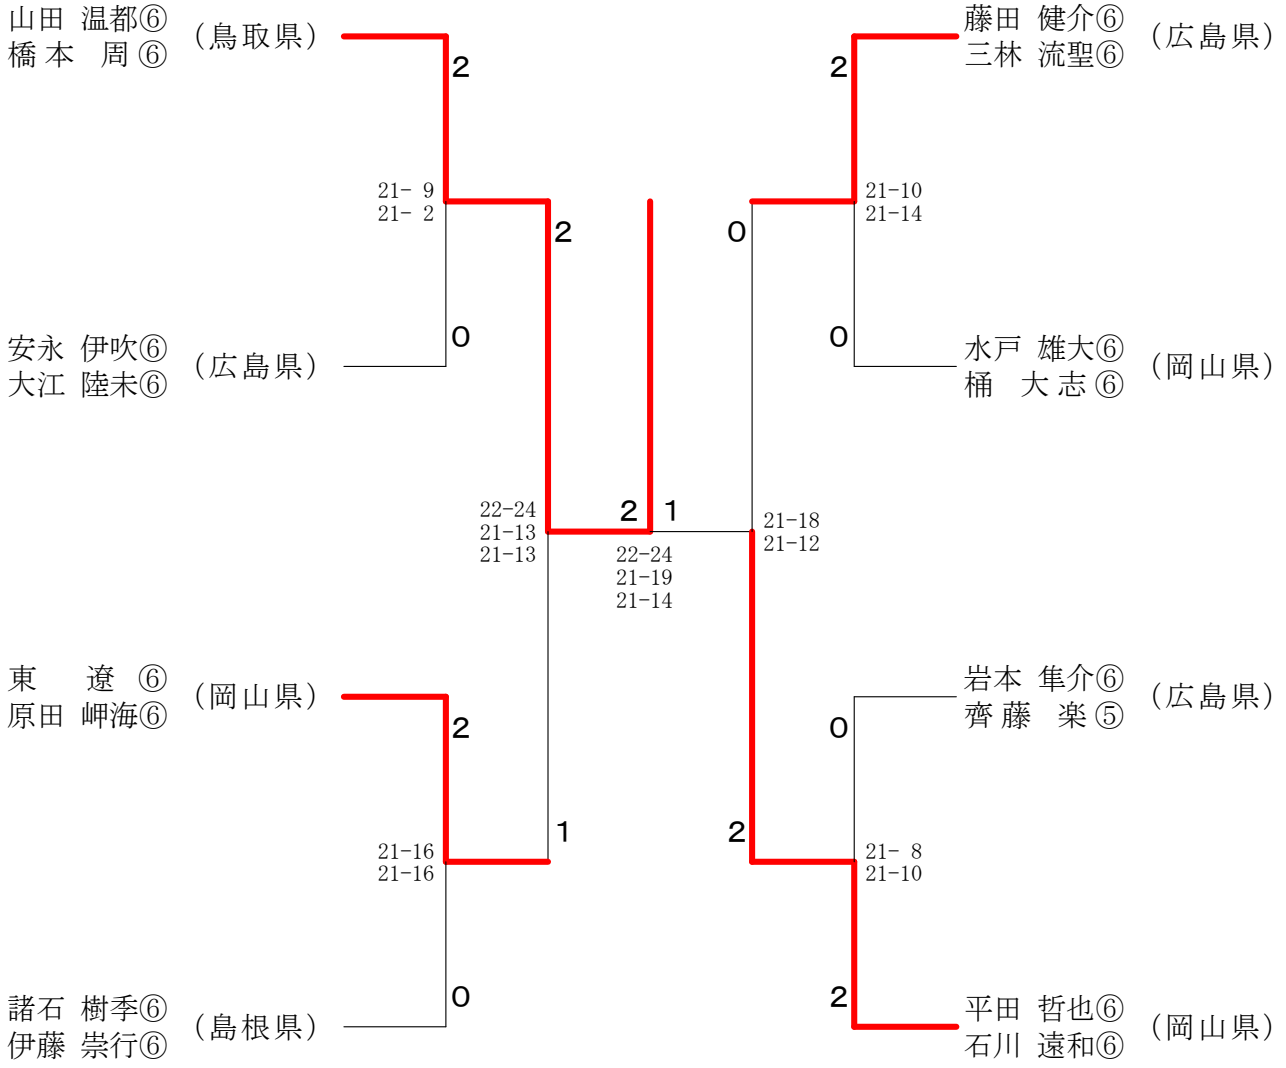 山田 温都⑥
橋本 周⑥
(鳥取県)
2
21- 9
21- 2
0
安永 伊吹⑥
大江 陸未⑥
(広島県)
2
22-24
21-13
21-13
1
東 遼 ⑥
原田 岬海⑥
(岡山県)
2
21-16
21-16
0
諸石 樹季⑥
伊藤 崇行⑥
(島根県)
2 1
22-24
21-19
21-14
藤田 健介⑥
三林 流聖⑥
(広島県)
2
21-10
21-14
0
水戸 雄大⑥
桶 大志⑥
(岡山県)
0
21-18
21-12
2
岩本 隼介⑥
齊藤 楽⑤
(広島県)
0
21- 8
21-10
2
平田 哲也⑥
石川 遠和⑥
(岡山県)